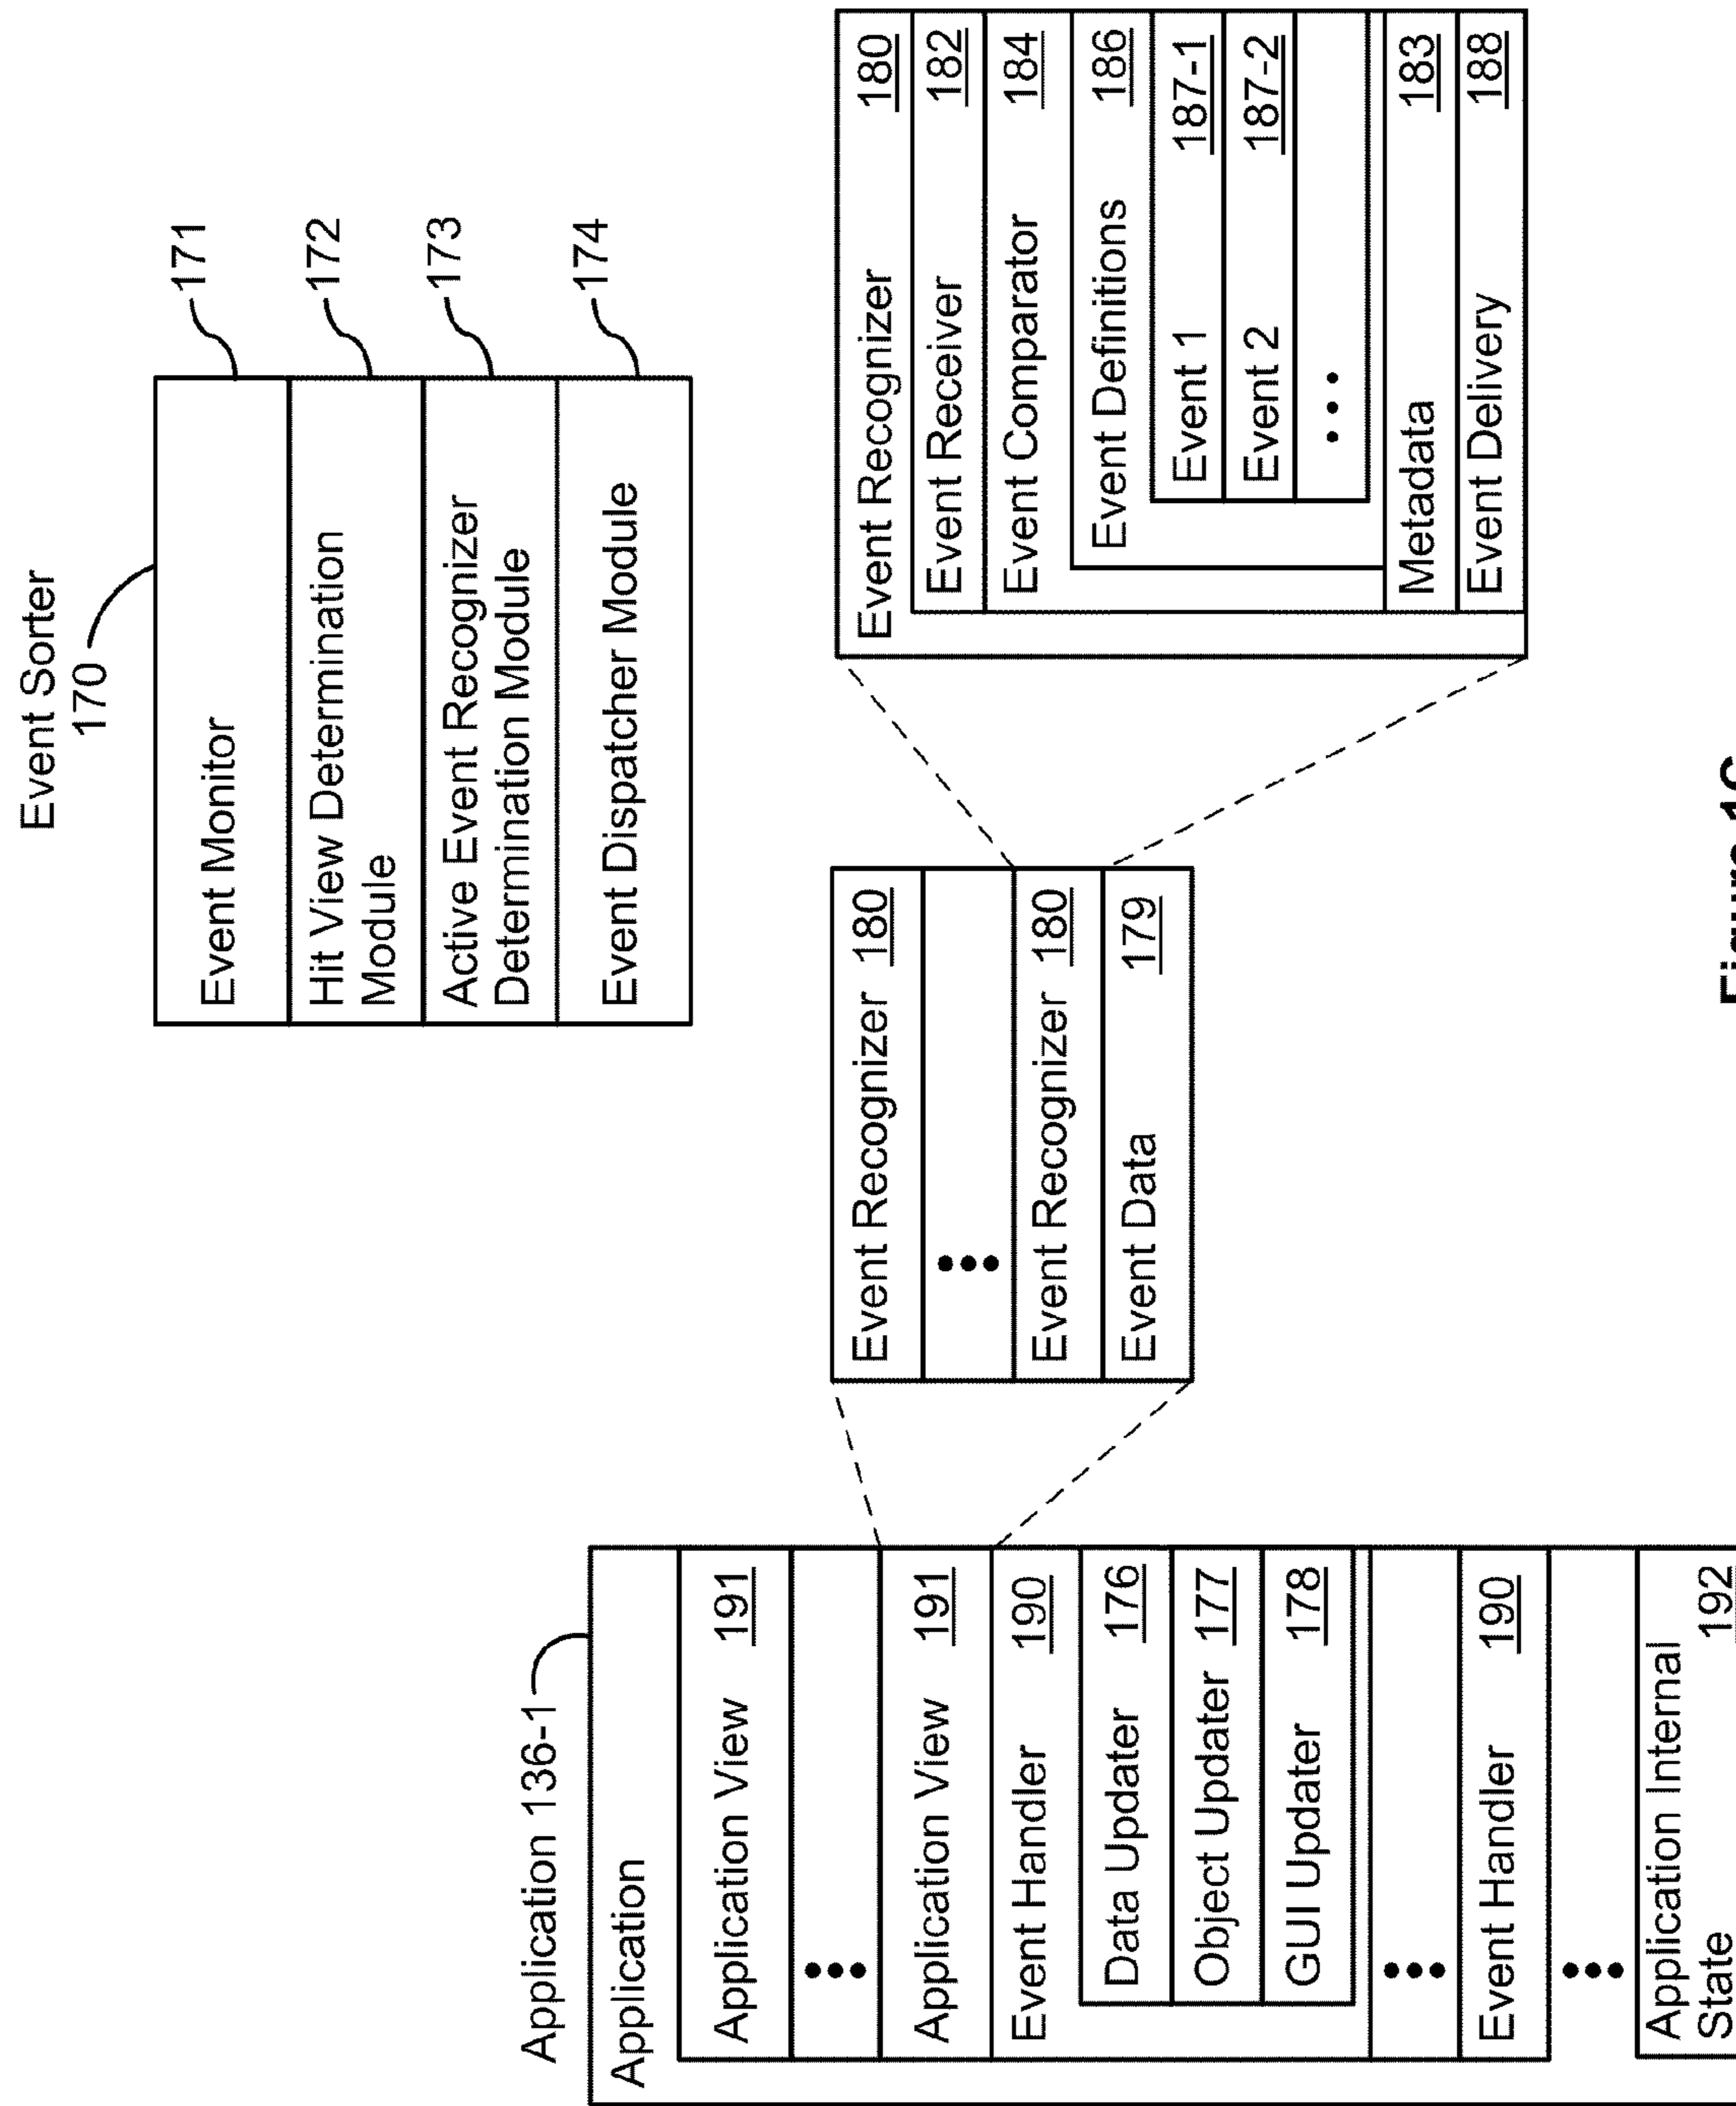 Event Sorter
170
Event Monitor
171
Hit View Determination
Module
172
Active Event Recognizer
Determination Module
173
Event Dispatcher Module
174
Application 136-1
Application
Application View 191
Application View 191
Event Handler 190
Data Updater 176
Object Updater 177
GUI Updater 178
Event Handler 190
Application Internal
State 192
Event Recognizer 180
Event Recognizer 180
Event Data 179
Event Recognizer 180
Event Receiver 182
Event Comparator 184
Event Definitions 186
Event 1 187-1
Event 2 187-2
Metadata 183
Event Delivery 188